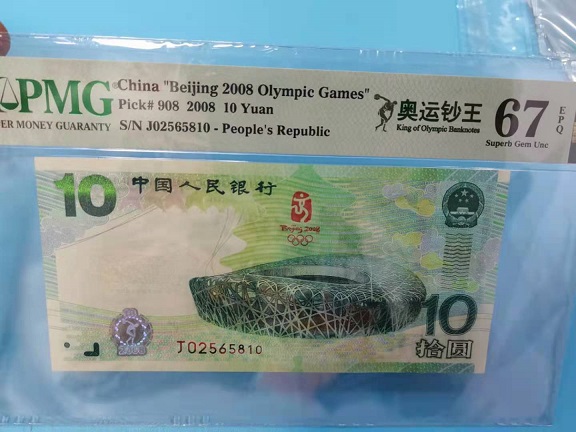 PMG
PER MONEY GUARANTY
China "Beijing 2008 Olympic Games"
Pick# 908 2008 10 Yuan
S/N J02565810 - People's Republic
奥运钞王
King of Olympic Banknotes
67
EPQ
Superb Gem Unc
10
中国人民银行
Beijing 2008
2008
J02565810
10
拾圆